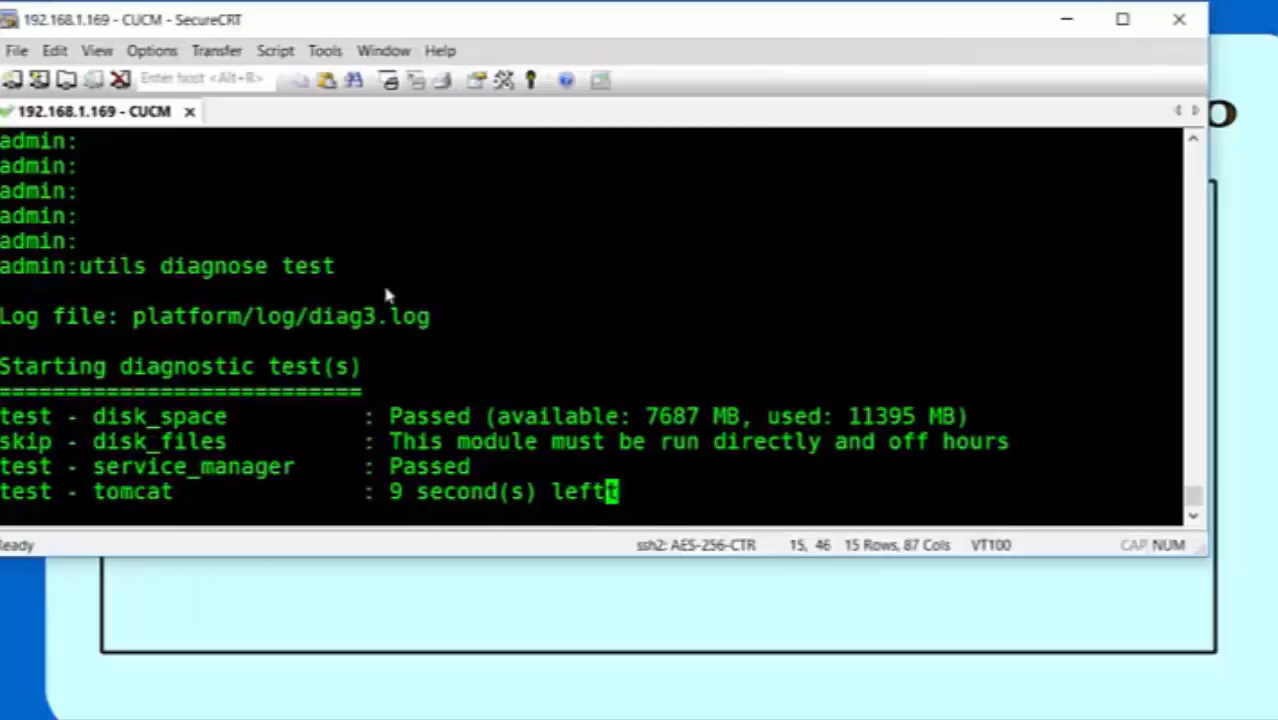 192.168.1.169 - CUCM - SecureCRT
File Edit View Options Transfer Script Tools Window Help
Enter host <Alt+R>
192.168.1.169 - CUCM
o
admin:
admin:
admin:
admin:
admin:
admin:utils diagnose test
Log file: platform/log/diag3.log
Starting diagnostic test(s)
===========================
test - disk_space : Passed (available: 7687 MB, used: 11395 MB)
skip - disk_files : This module must be run directly and off hours
test - service_manager : Passed
test - tomcat : 9 second(s) leftt
Ready ssh2: AES-256-CTR 15, 46 15 Rows, 87 Cols VT100 CAP NUM